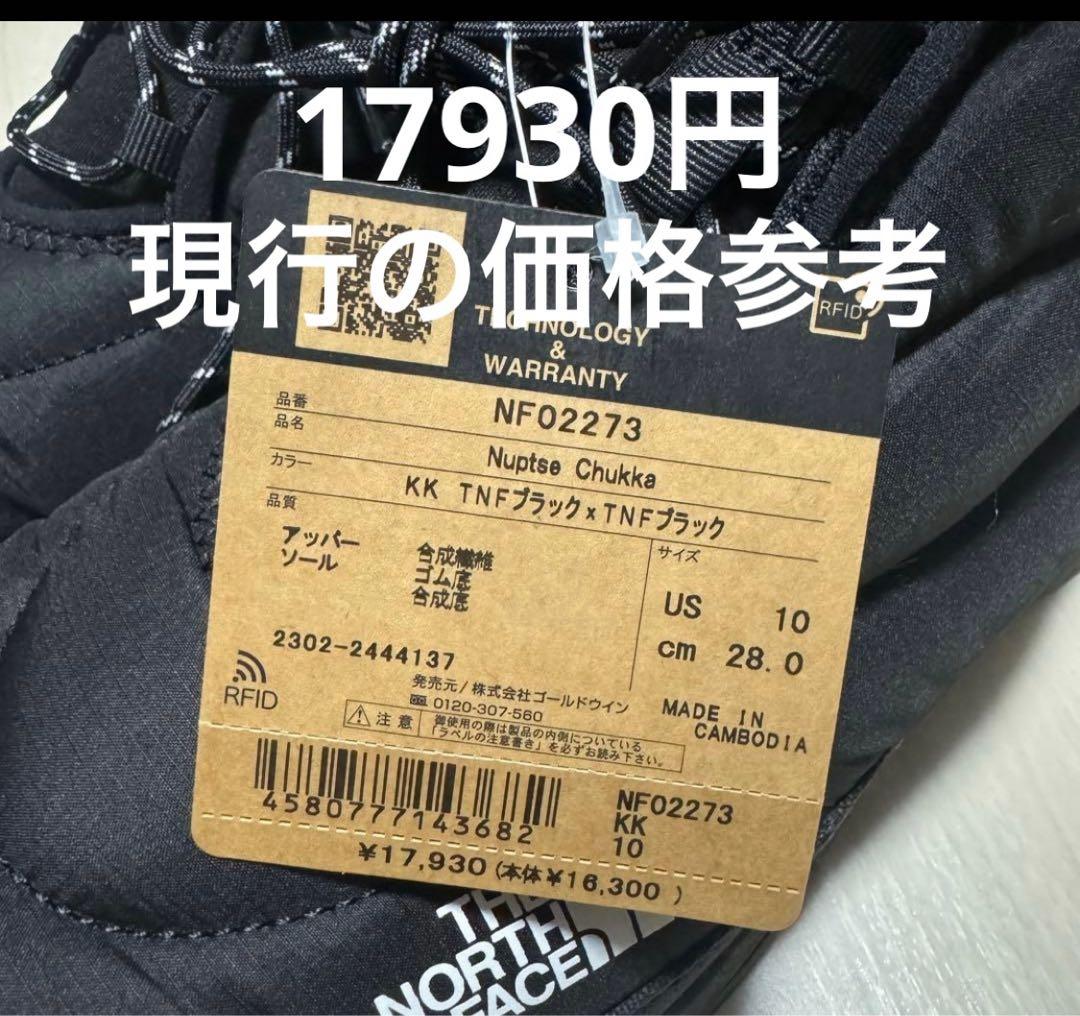 17930円
現行の価格参考
RFID
TECHNOLOGY
&
WARRANTY
品番 NF02273
品名 Nuptse Chukka
カラー KK TNFブラックxTNFブラック
品質
アッパー 合成繊維
ソール ゴム底
合成底
サイズ
US 10
cm 28.0
2302-2444137
RFID
発売元/株式会社ゴールドウイン
0120-307-560
MADE IN
CAMBODIA
注意 御使用の際は製品の内側についている
「ラベルの注意書き」を必ずお読み下さい。
4580777143682
NF02273
KK
10
¥17,930(本体¥16,300 )
THE
NORTH
FACE